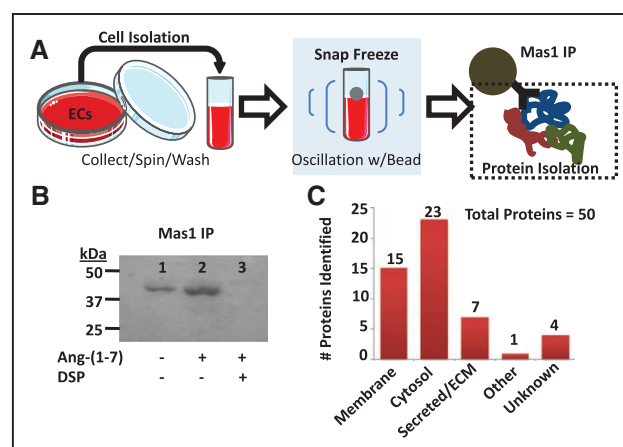 A
Cell Isolation
ECs
Collect/Spin/Wash
Snap Freeze
Oscillation w/Bead
Mas1 IP
Protein Isolation
B
Mas1 IP
kDa
50
37
25
1 2 3
Ang-(1-7) - + +
DSP - - +
C
Total Proteins = 50
# Proteins Identified
25
20
15
10
5
0
15
23
7
1
4
Membrane
Cytosol
Secreted/ECM
Other
Unknown